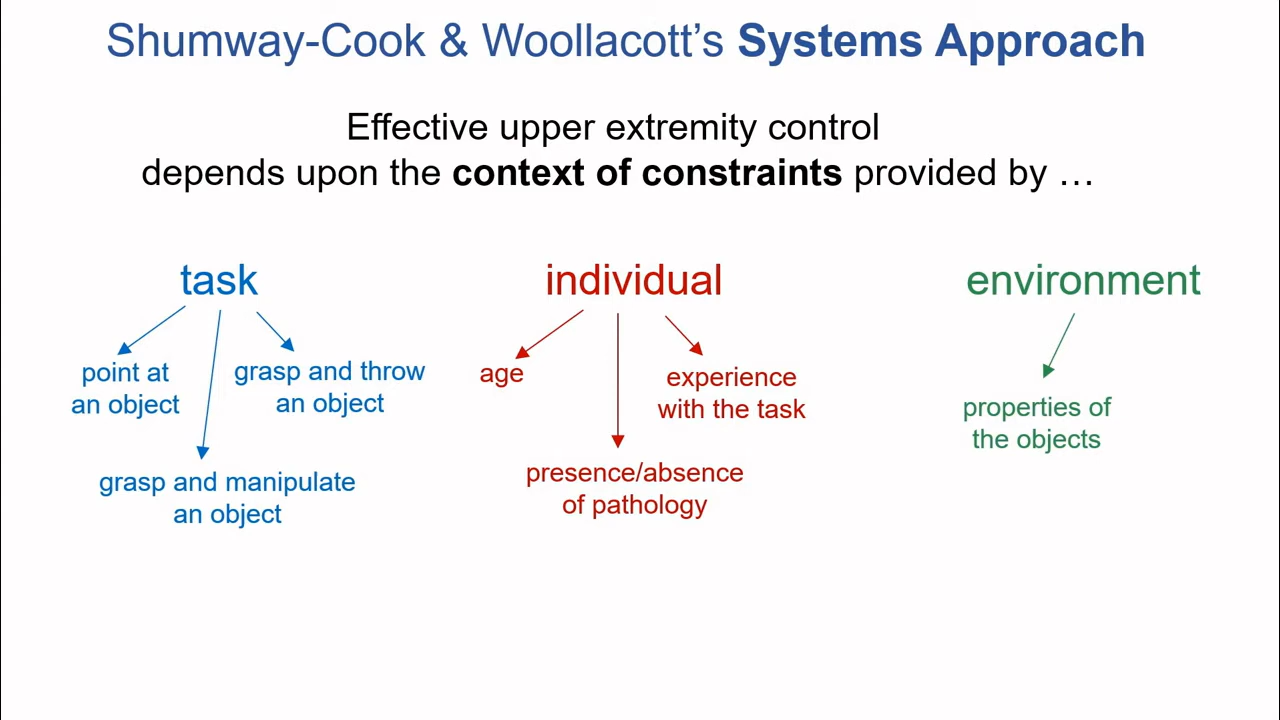 Shumway-Cook & Woollacott’s Systems Approach
Effective upper extremity control
depends upon the context of constraints provided by …
task
point at
an object
grasp and throw
an object
grasp and manipulate
an object
individual
age
experience
with the task
presence/absence
of pathology
environment
properties of
the objects